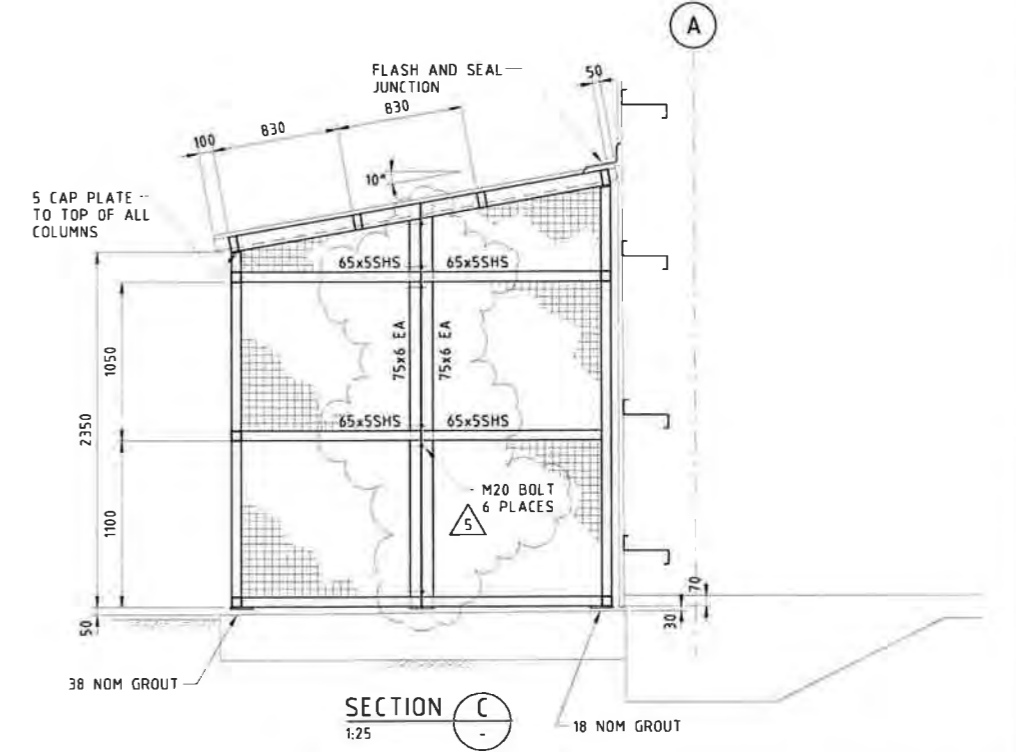 A
FLASH AND SEAL
JUNCTION
50
830
830
100
10°
5 CAP PLATE
TO TOP OF ALL
COLUMNS
65x5SHS
65x5SHS
75x6 EA
75x6 EA
1050
2350
65x5SHS
65x5SHS
M20 BOLT
6 PLACES
5
1100
70
30
50
38 NOM GROUT
SECTION C
1:25
-
18 NOM GROUT